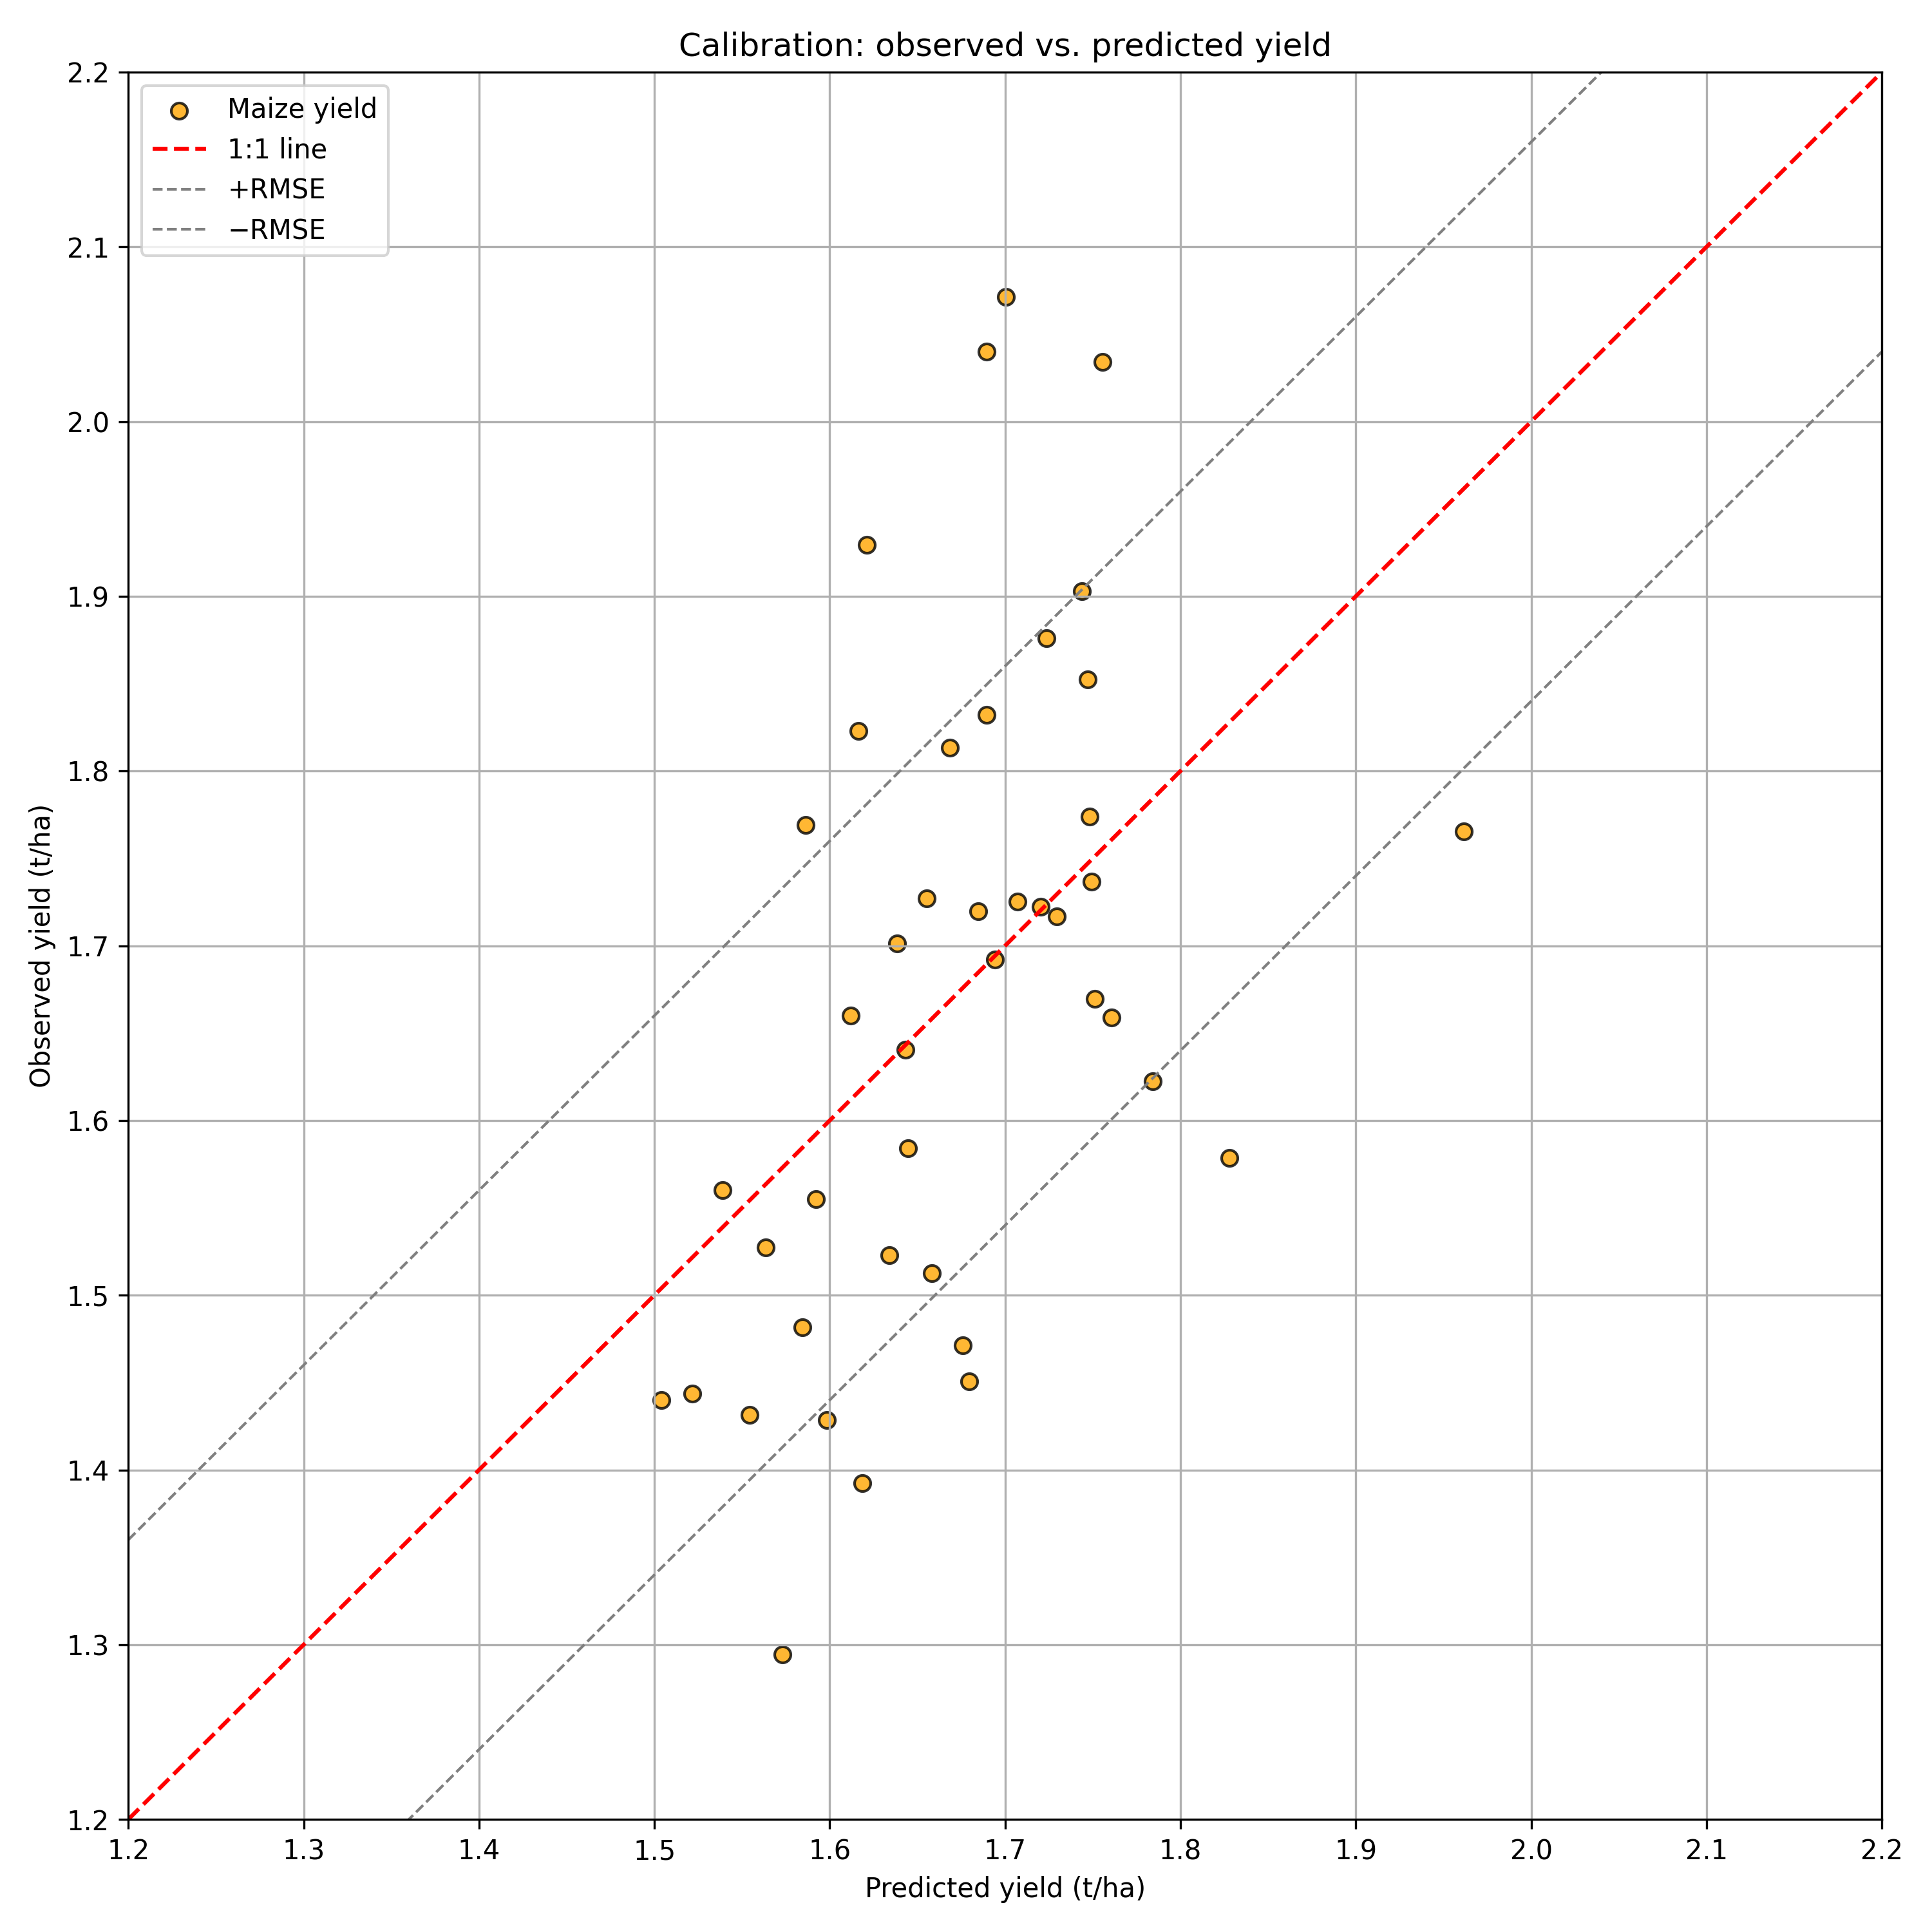 Calibration: observed vs. predicted yield
Maize yield
1:1 line
+RMSE
−RMSE
2.2
2.1
2.0
1.9
1.8
1.7
1.6
1.5
1.4
1.3
1.2
Observed yield (t/ha)
1.2 1.3 1.4 1.5 1.6 1.7 1.8 1.9 2.0 2.1 2.2
Predicted yield (t/ha)